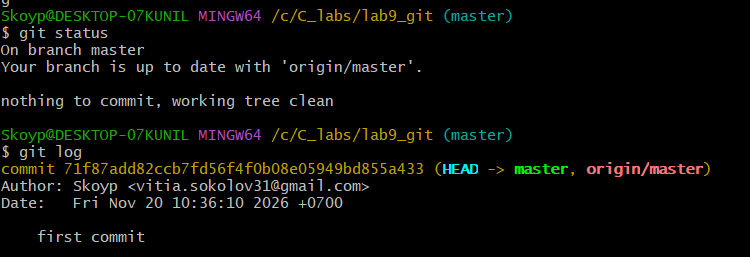 g
Skoyp@DESKTOP-07KUNIL MINGW64 /c/C_labs/lab9_git (master)
$ git status
On branch master
Your branch is up to date with 'origin/master'.
nothing to commit, working tree clean
Skoyp@DESKTOP-07KUNIL MINGW64 /c/C_labs/lab9_git (master)
$ git log
commit 71f87add82ccb7fd56f4f0b08e05949bd855a433 (HEAD -> master, origin/master)
Author: Skoyp <vitia.sokolov31@gmail.com>
Date:   Fri Nov 20 10:36:10 2026 +0700
    first commit